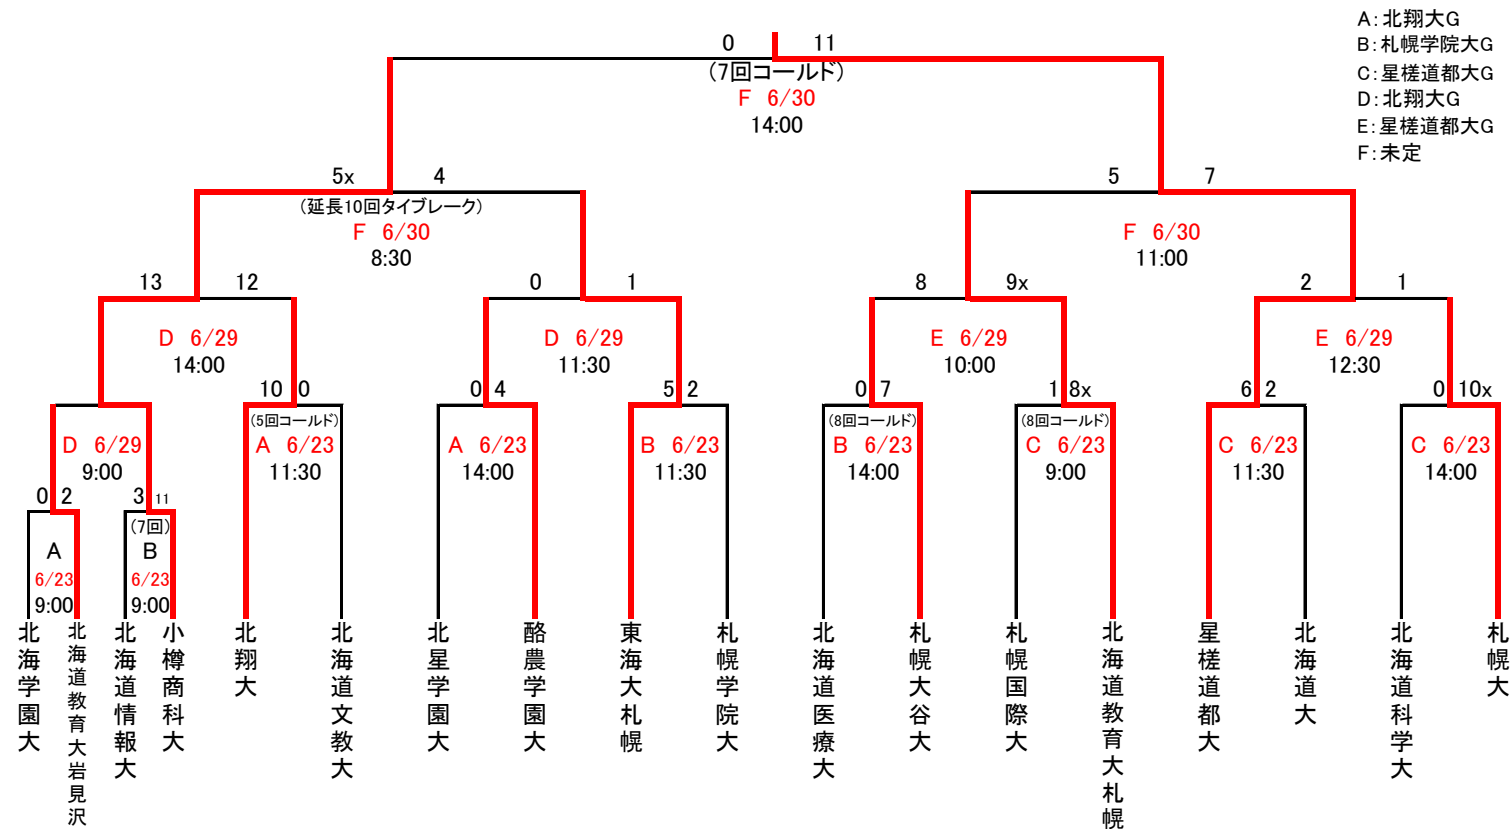 0 11
(7回コールド)
F 6/30
14:00
A:北翔大G
B:札幌学院大G
C:星槎道都大G
D:北翔大G
E:星槎道都大G
F:未定
5x 4
(延長10回タイブレーク)
F 6/30
8:30
5 7
F 6/30
11:00
13 12
D 6/29
14:00
0 1
D 6/29
11:30
8 9x
E 6/29
10:00
2 1
E 6/29
12:30
D 6/29
9:00
10 0
(5回コールド)
A 6/23
11:30
0 4
A 6/23
14:00
5 2
B 6/23
11:30
0 7
(8回コールド)
B 6/23
14:00
1 8x
(8回コールド)
C 6/23
9:00
6 2
C 6/23
11:30
0 10x
C 6/23
14:00
0 2
A
6/23
9:00
3 11
(7回)
B
6/23
9:00
北海学園大
北海道教育大岩見沢
北海道情報大
小樽商科大
北翔大
北海道文教大
北星学園大
酪農学園大
東海大札幌
札幌学院大
北海道医療大
札幌大谷大
札幌国際大
北海道教育大札幌
星槎道都大
北海道大
北海道科学大
札幌大